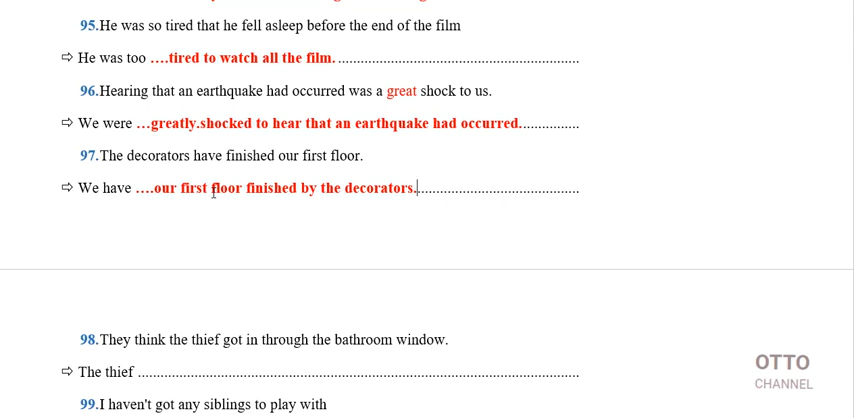 95.He was so tired that he fell asleep before the end of the film
⇨ He was too ….tired to watch all the film...............................................................
96.Hearing that an earthquake had occurred was a great shock to us.
⇨ We were …greatly.shocked to hear that an earthquake had occurred................
97.The decorators have finished our first floor.
⇨ We have ….our first floor finished by the decorators..........................................
98.They think the thief got in through the bathroom window.
⇨ The thief ..............................................................................................................
99.I haven't got any siblings to play with
OTTO
CHANNEL